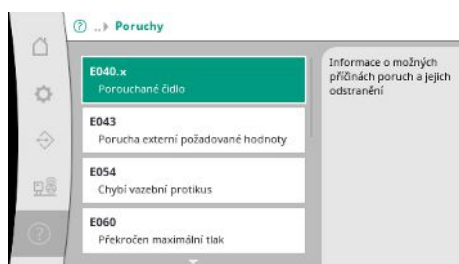 ? ..▸ Poruchy
E040.x
Porouchané čidlo
E043
Porucha externí požadované hodnoty
E054
Chybí vazební protikus
E060
Překročen maximální tlak
Informace o možných
příčinách poruch a jejich
odstranění
?